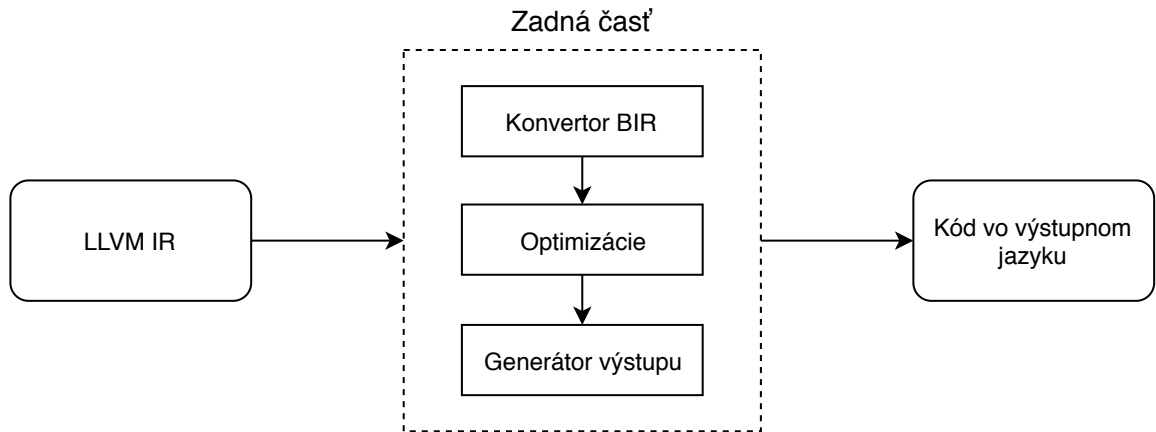 Zadná časť
Konvertor BIR
LLVM IR
Optimizácie
Kód vo výstupnom
jazyku
Generátor výstupu